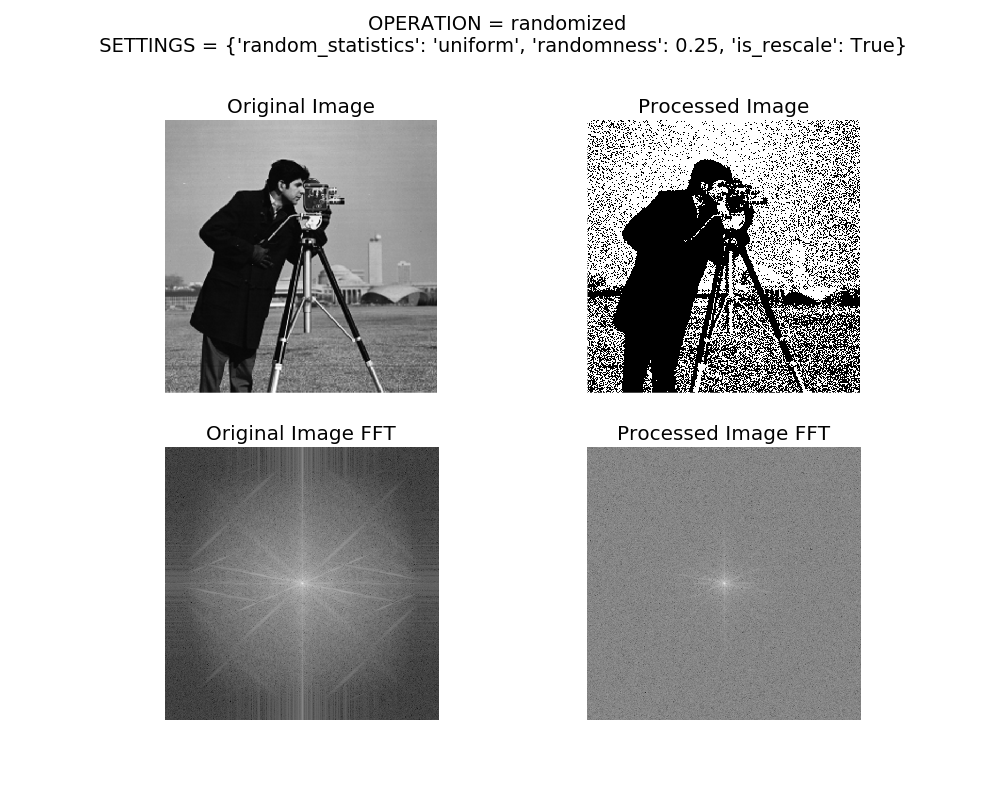 OPERATION = randomized
SETTINGS = {'random_statistics': 'uniform', 'randomness': 0.25, 'is_rescale': True}
Original Image
Processed Image
Original Image FFT
Processed Image FFT